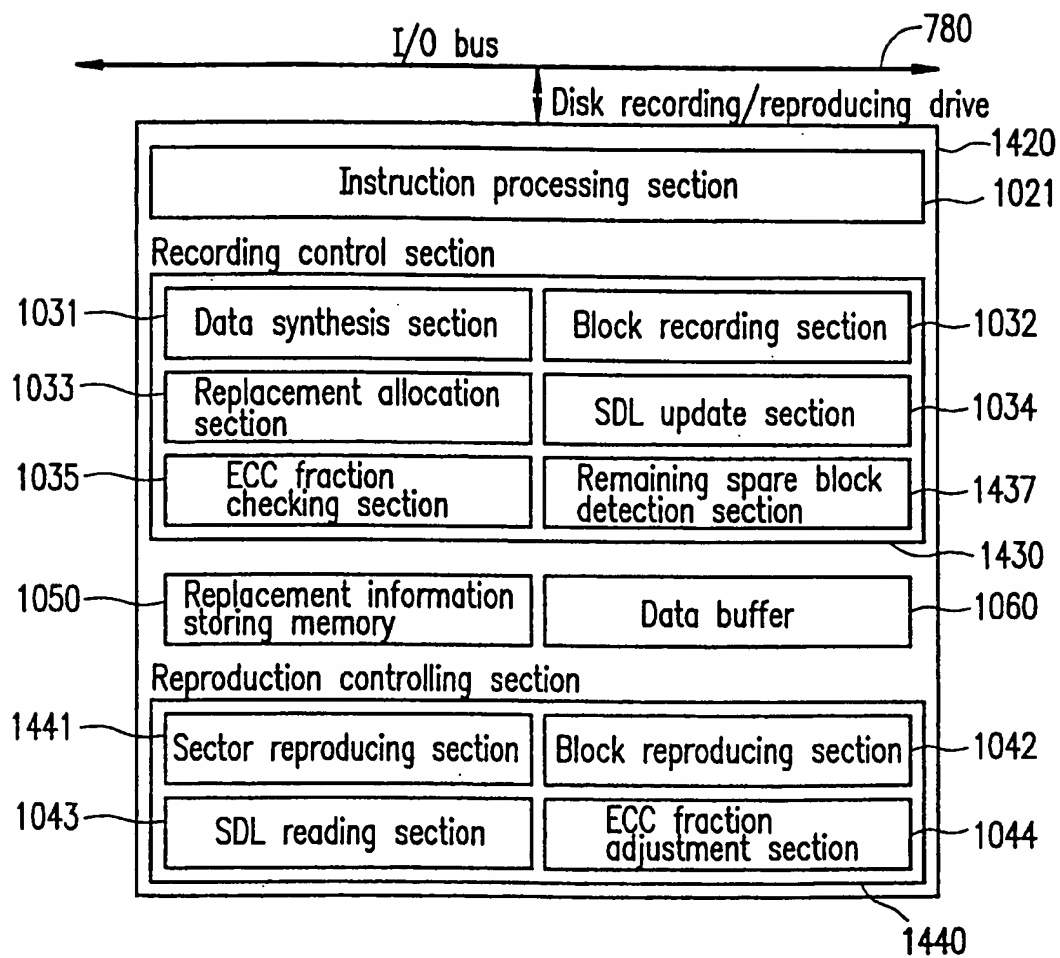 I/O bus
780
Disk recording/reproducing drive
1420
Instruction processing section
1021
Recording control section
1031
Data synthesis section
Block recording section
1032
1033
Replacement allocation
section
SDL update section
1034
1035
ECC fraction
checking section
Remaining spare block
detection section
1437
1430
1050
Replacement information
storing memory
Data buffer
1060
Reproduction controlling section
1441
Sector reproducing section
Block reproducing section
1042
1043
SDL reading section
ECC fraction
adjustment section
1044
1440